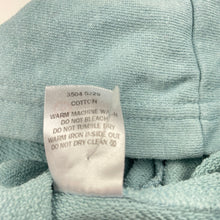 3504 5/29
COTTON
WARM MACHINE WASH
DO NOT BLEACH
DO NOT TUMBLE DRY
WARM IRON INSIDE OUT
DO NOT DRY CLEAN